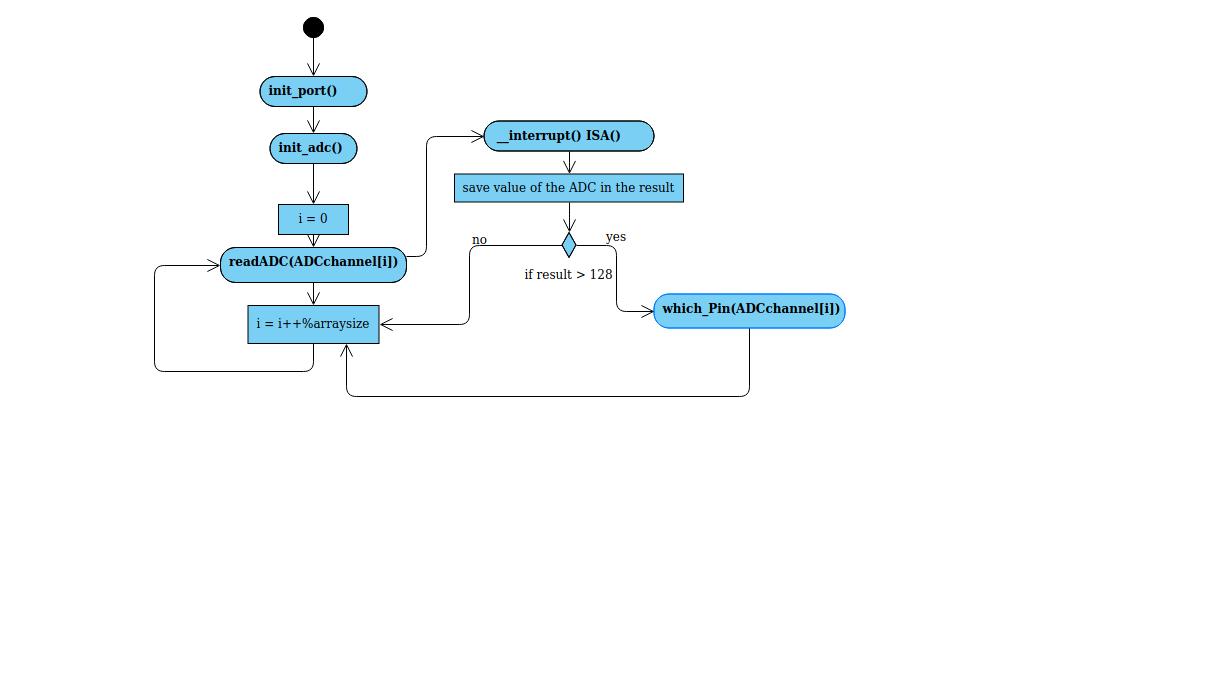 init_port()
init_adc()
i = 0
readADC(ADCchannel[i])
i = i++%arraysize
__interrupt() ISA()
save value of the ADC in the result
no
yes
if result > 128
which_Pin(ADCchannel[i])